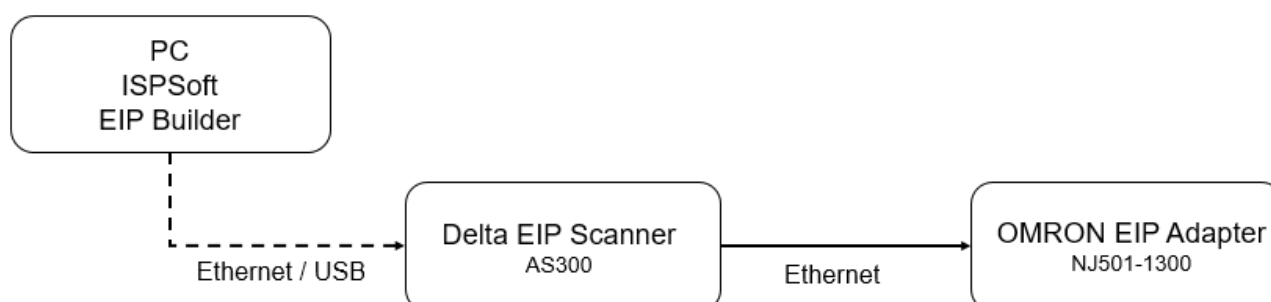 PC
ISPSoft
EIP Builder
Ethernet / USB
Delta EIP Scanner
AS300
Ethernet
OMRON EIP Adapter
NJ501-1300